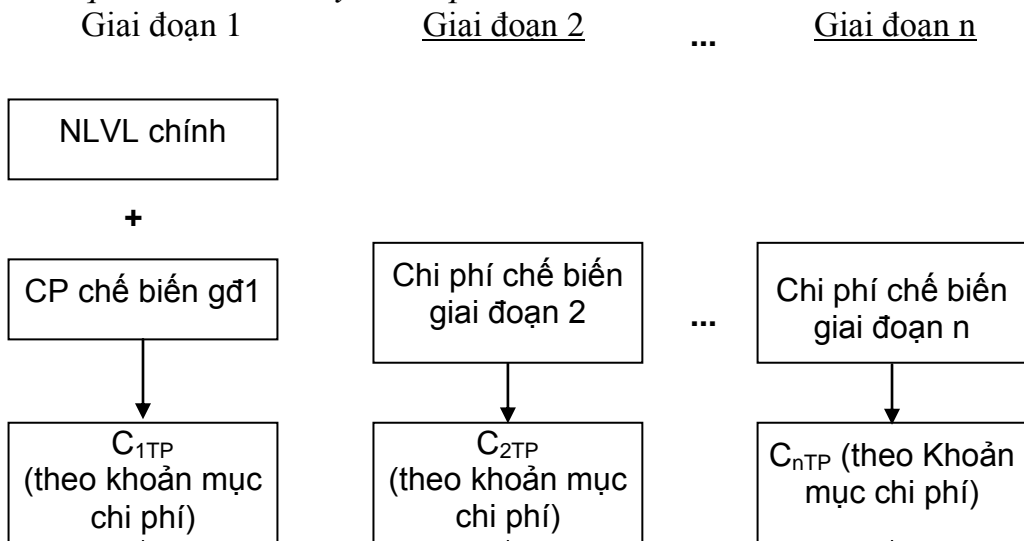 Giai đoạn 1 Giai đoạn 2 ... Giai đoạn n
NLVL chính
+
CP chế biến gđ1
Chi phí chế biến
giai đoạn 2
...
Chi phí chế biến
giai đoạn n
C1TP
(theo khoản mục
chi phí)
C2TP
(theo khoản mục
chi phí)
CnTP (theo Khoản
mục chi phí)